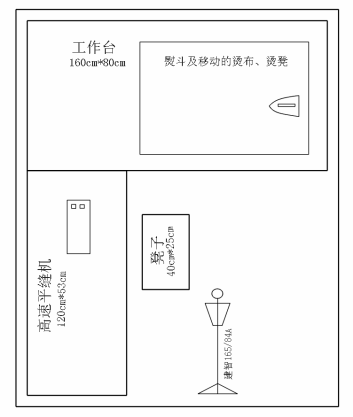 工作台
160cm*80cm
熨斗及移动的烫布、烫凳
高速平缝机
120cm*53cm
凳子
40cm*25cm
建智165/84A